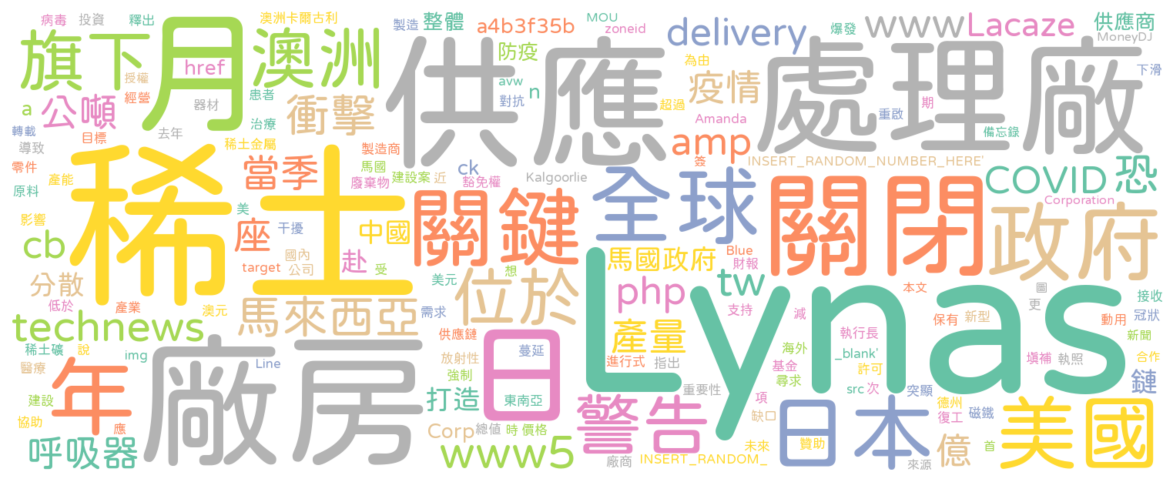 病毒 投資 釋出 澳洲卡爾古利 製造 整體 a4b3f35b MOU zoneid 爆發 www Lacaze 供應商
MoneyDJ
旗下 月 澳洲 href 授權 經營 防疫 delivery 為由 下滑
供應 處理廠
a 公噸 器材 患者 衝擊 avw 對抗 n 疫情 超過 重啟 期
轉載 導致 目標 去年 治療 稀土金屬 製造商 Amanda 備忘錄
amp 簽 INSERT_RANDOM_NUMBER_HERE'
零件 原料 產能 稀土 當季 馬國 廢棄物 建設案 近 豁免權 ck Kalgoorlie 全球 COVID 恐
Corporation
影響 美 座 干擾 中國 關鍵 關閉 政府
cb 國內 公司 赴 受 馬國政府 Blue 財報
分散 target 美元 想 位於 php tw 本文 圖 更 接收
低於 產業 澳元 馬來西亞 需求 Lynas 支持 減 保有 新型 動用 冠狀
technews 供應鏈 產量 執行長 新聞
稀土礦 說 img Line 放射性 蔓延 進行式 指出 海外 _blank' 填補 執照 合作
醫療 年 廠房 強制 日 基金 尋求 許可 src 次 突顯 鏈
建設 打造 東南亞 重要性 項 德州 磁鐵
協助 應 Corp 總值 時 價格 警告 缺口 日本 復工 美國
呼吸器 www5 廠商 INSERT_RANDOM_ 未來 贊助 來源 億 首